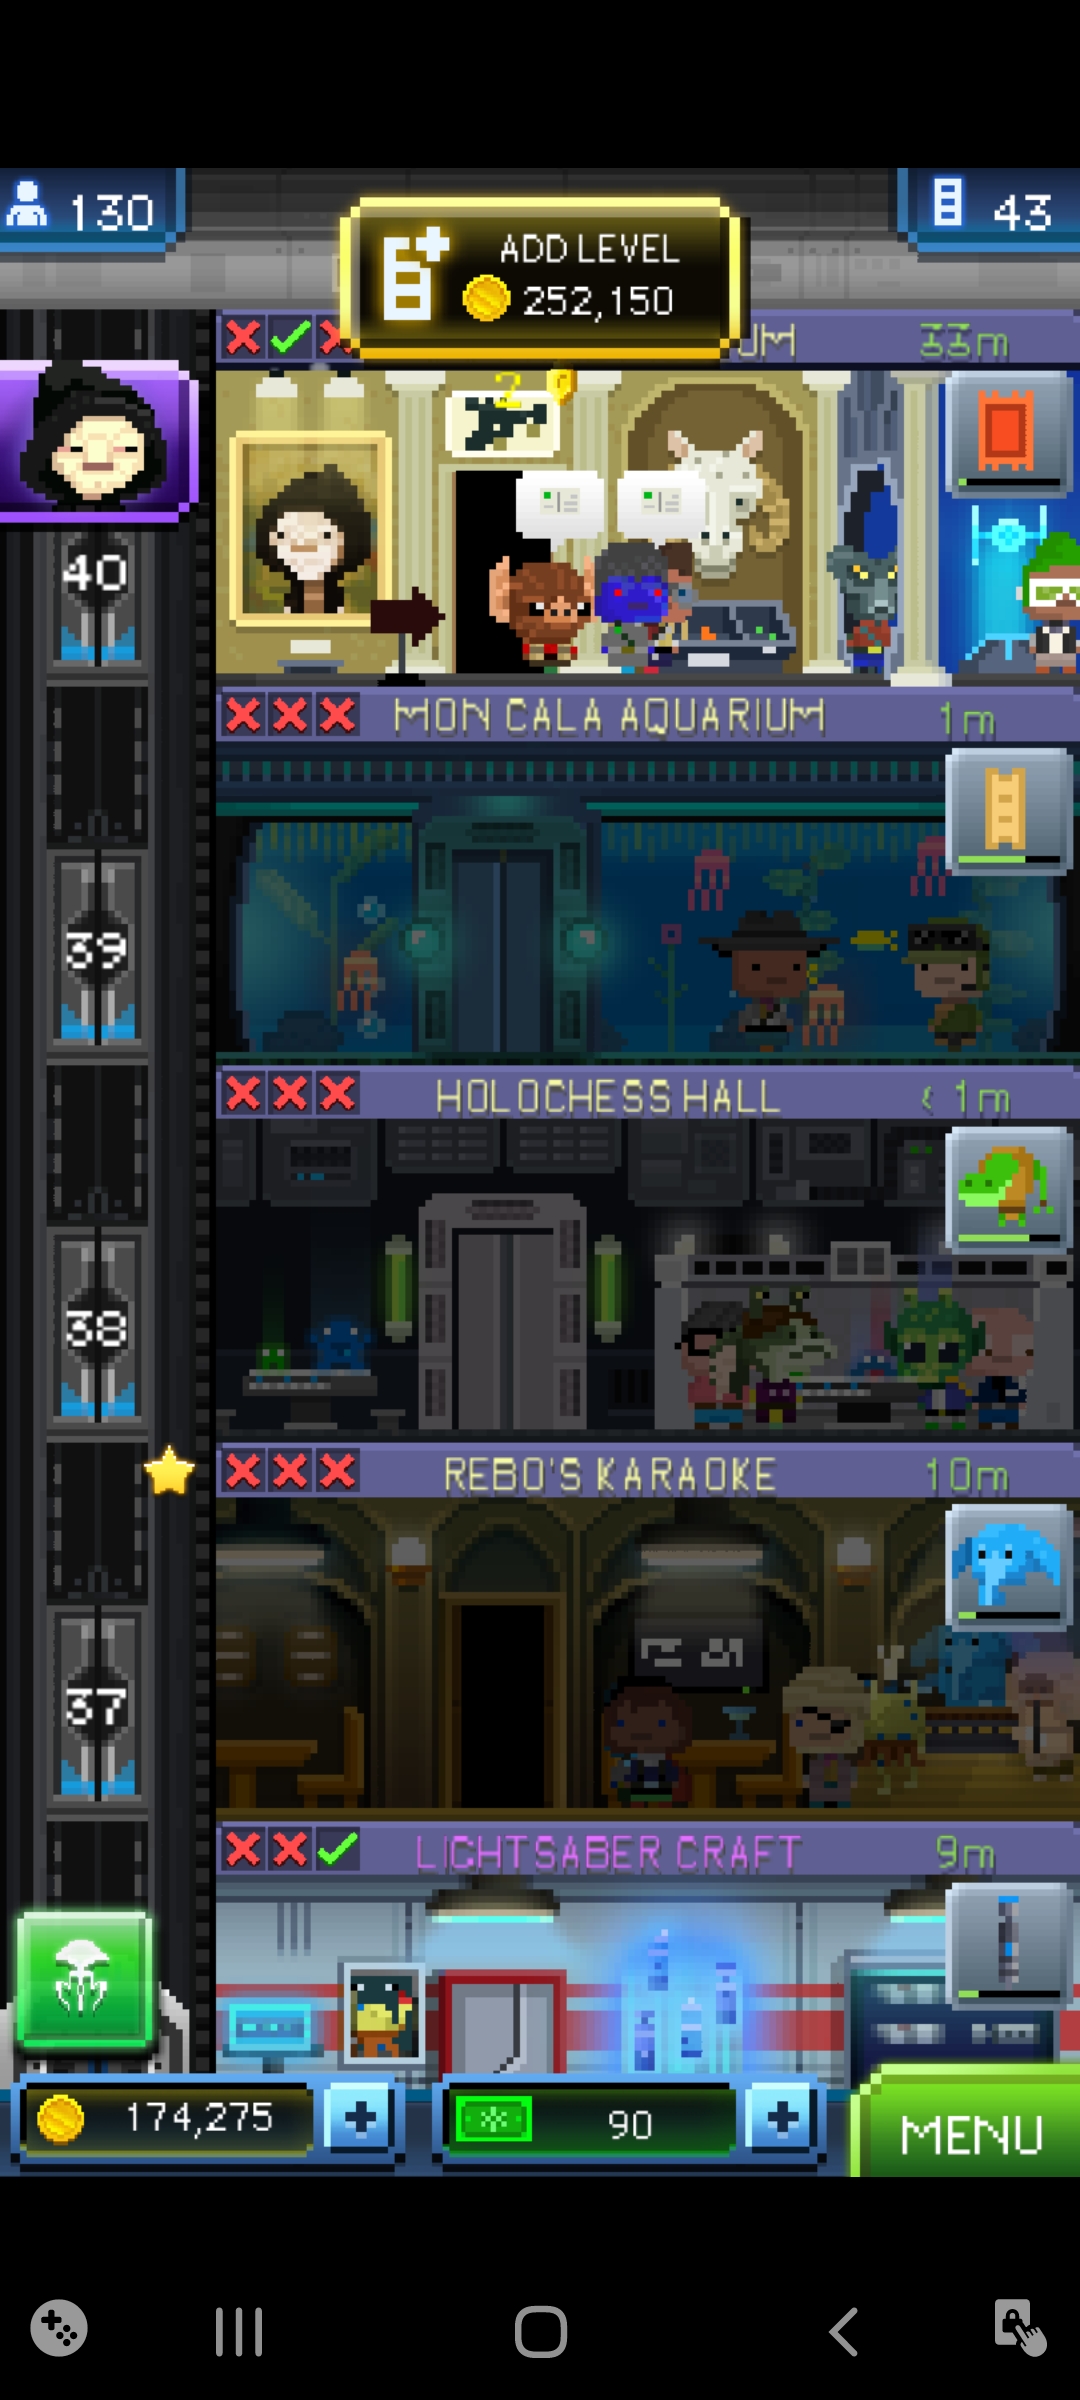 130
ADD LEVEL
252,150
43
UM 33m
2
40
MON CALA AQUARIUM 1m
39
HOLOCHESS HALL < 1m
38
REBO'S KARAOKE 10m
37
LIGHTSABER CRAFT 9m
174,275
90
MENU